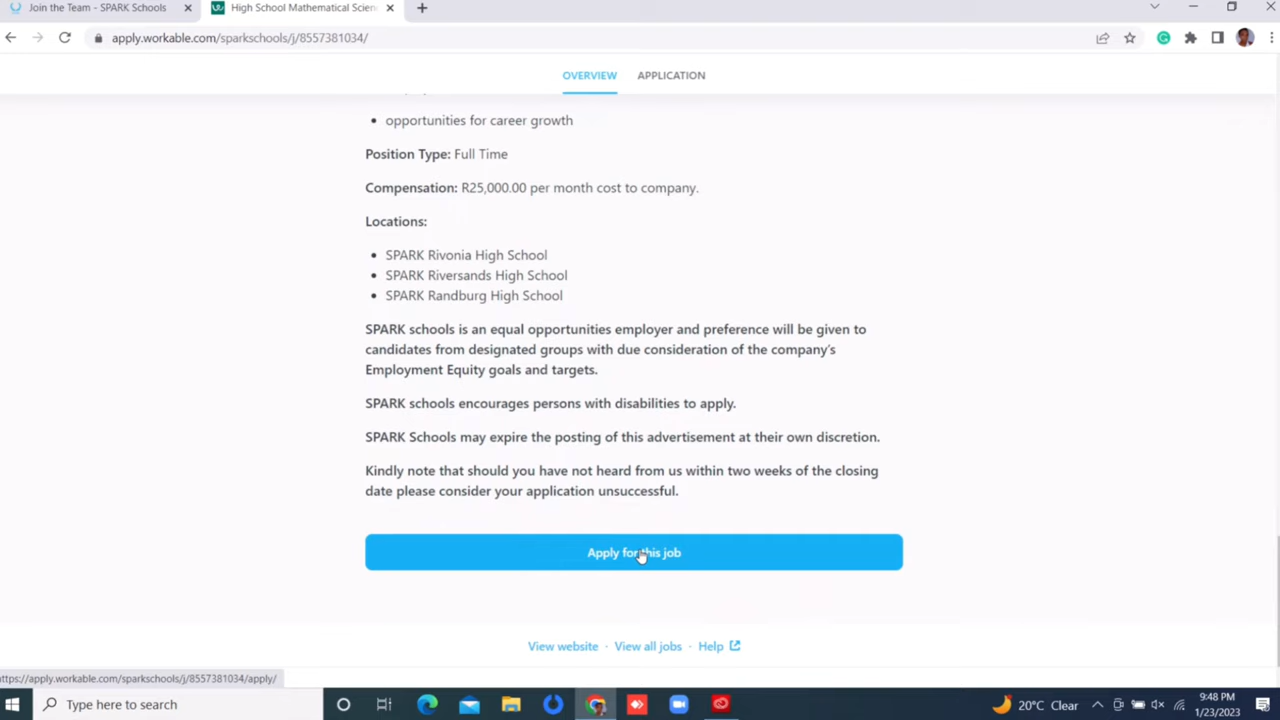 Join the Team - SPARK Schools
High School Mathematical Scien
apply.workable.com/sparkschools/j/8557381034/
OVERVIEW
APPLICATION
• opportunities for career growth
Position Type: Full Time
Compensation: R25,000.00 per month cost to company.
Locations:
• SPARK Rivonia High School
• SPARK Riversands High School
• SPARK Randburg High School
SPARK schools is an equal opportunities employer and preference will be given to
candidates from designated groups with due consideration of the company's
Employment Equity goals and targets.
SPARK schools encourages persons with disabilities to apply.
SPARK Schools may expire the posting of this advertisement at their own discretion.
Kindly note that should you have not heard from us within two weeks of the closing
date please consider your application unsuccessful.
Apply for this job
View website · View all jobs · Help
https://apply.workable.com/sparkschools/j/8557381034/apply/
Type here to search
20°C Clear
9:48 PM
1/23/2023